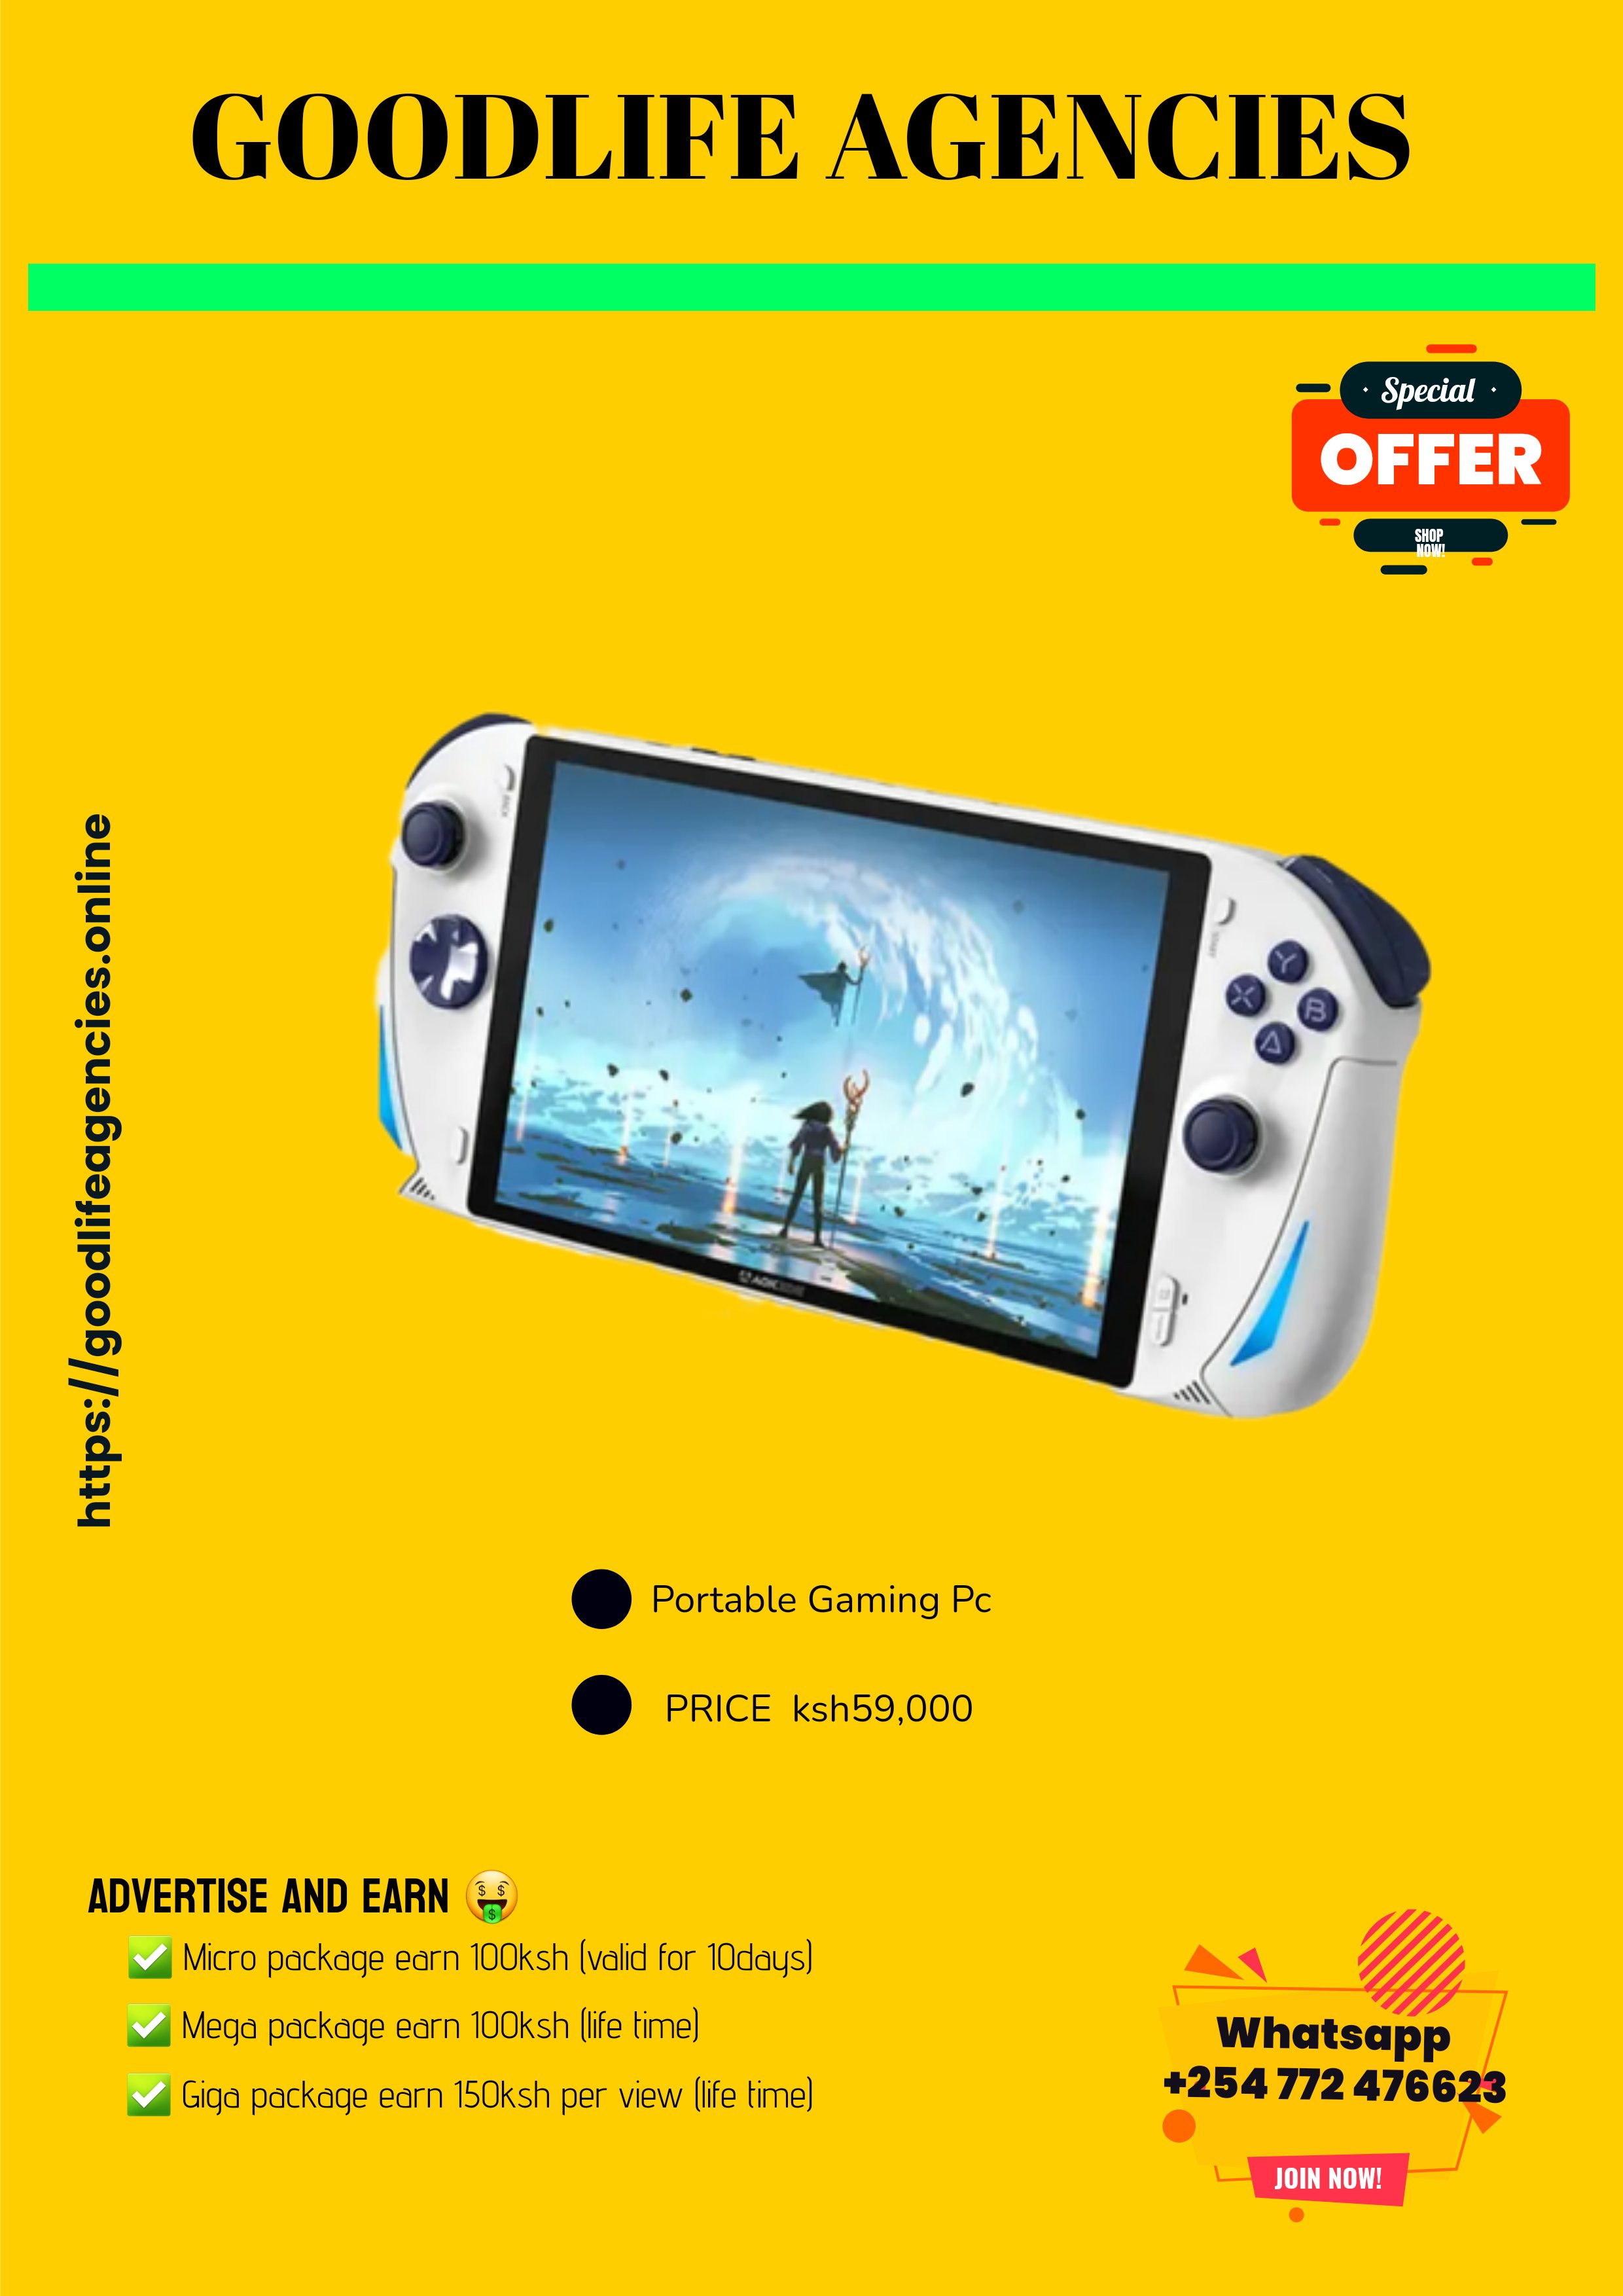 GOODLIFE AGENCIES
Special
OFFER
SHOP
NOW!
https://goodlifeagencies.online
BACK
START
Y
X
B
A
Portable Gaming Pc
PRICE ksh59,000
ADVERTISE AND EARN 🤑
✅ Micro package earn 100ksh (valid for 10days)
✅ Mega package earn 100ksh (life time)
✅ Giga package earn 150ksh per view (life time)
Whatsapp
+254 772 476623
JOIN NOW!